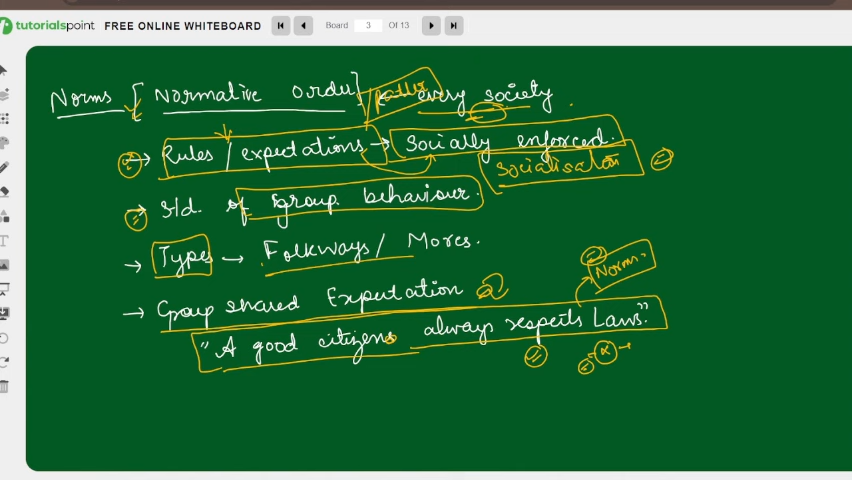 tutorialspoint FREE ONLINE WHITEBOARD Board 3 Of 13
Norms [Normative order] ← every society.
→ Rules / expectations → Socially enforced.
Socialisation
→ Std. of group behaviour.
→ Types → Folkways / Mores.
→ Group shared Expectation
Norms.
"A good citizens always respects Laws."